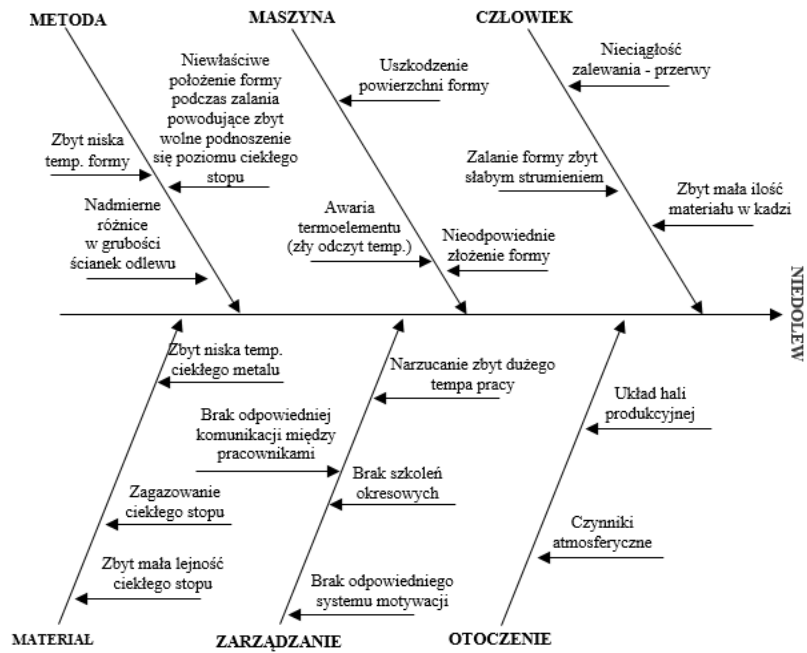 METODA
MASZYNA
CZŁOWIEK
Niewłaściwe
położenie formy
podczas zalania
powodujące zbyt
wolne podnoszenie
się poziomu ciekłego
stopu
Zbyt niska
temp. formy
Nadmierne
różnice
w grubości
ścianek odlewu
Uszkodzenie
powierzchni formy
Awaria
termoelementu
(zły odczyt temp.)
Nieodpowiednie
złożenie formy
Nieciągłość
zalewania - przerwy
Zalanie formy zbyt
słabym strumieniem
Zbyt mała ilość
materiału w kadzi
NIEDOLEW
Zbyt niska temp.
ciekłego metalu
Zagazowanie
ciekłego stopu
Zbyt mała lejność
ciekłego stopu
Narzucanie zbyt dużego
tempa pracy
Brak odpowiedniej
komunikacji między
pracownikami
Brak szkoleń
okresowych
Brak odpowiedniego
systemu motywacji
Układ hali
produkcyjnej
Czynniki
atmosferyczne
MATERIAŁ
ZARZĄDZANIE
OTOCZENIE